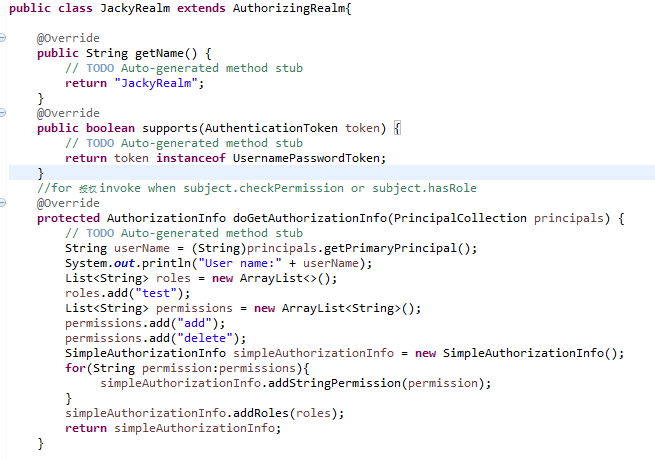 public class JackyRealm extends AuthorizingRealm{
@Override
public String getName() {
// TODO Auto-generated method stub
return "JackyRealm";
}
@Override
public boolean supports(AuthenticationToken token) {
// TODO Auto-generated method stub
return token instanceof UsernamePasswordToken;
}
//for 授权invoke when subject.checkPermission or subject.hasRole
@Override
protected AuthorizationInfo doGetAuthorizationInfo(PrincipalCollection principals) {
// TODO Auto-generated method stub
String userName = (String)principals.getPrimaryPrincipal();
System.out.println("User name:" + userName);
List<String> roles = new ArrayList<>();
roles.add("test");
List<String> permissions = new ArrayList<String>();
permissions.add("add");
permissions.add("delete");
SimpleAuthorizationInfo simpleAuthorizationInfo = new SimpleAuthorizationInfo();
for(String permission:permissions){
simpleAuthorizationInfo.addStringPermission(permission);
}
simpleAuthorizationInfo.addRoles(roles);
return simpleAuthorizationInfo;
}